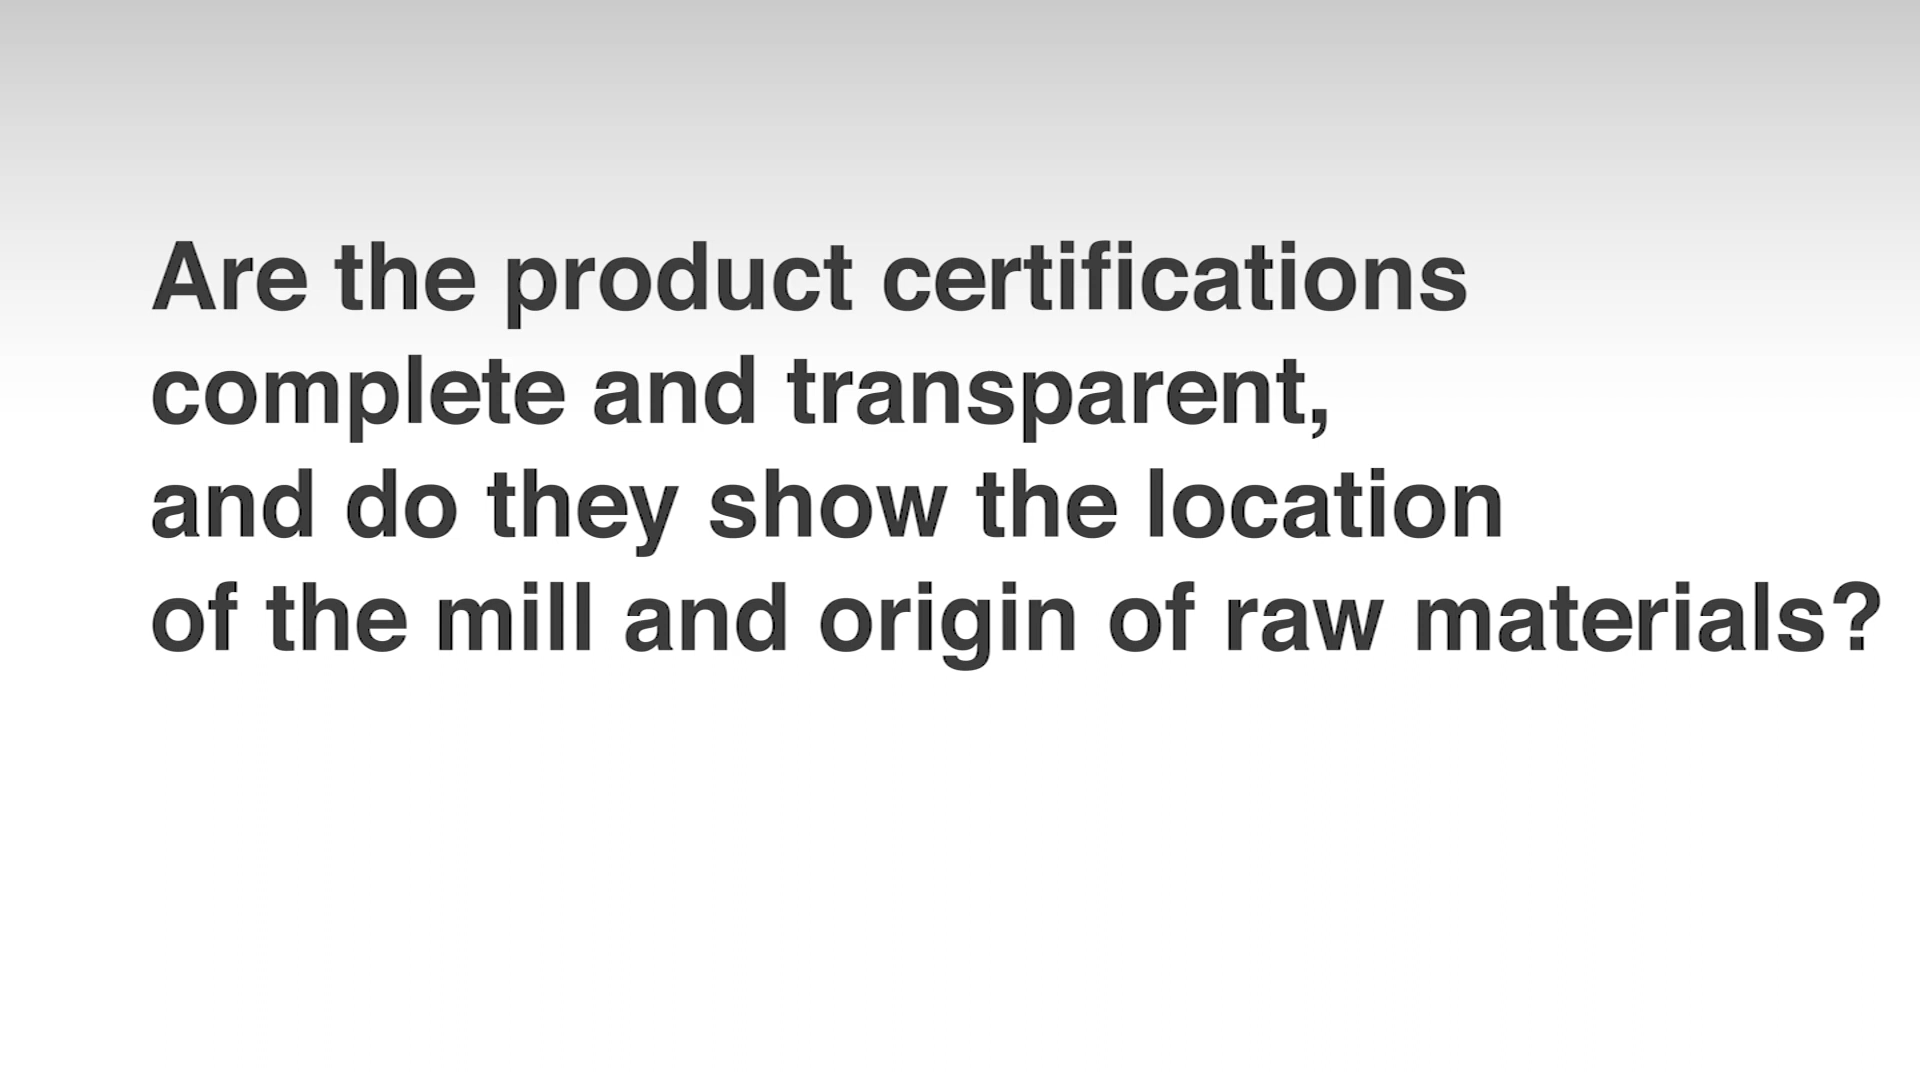 Are the product certifications
complete and transparent,
and do they show the location
of the mill and origin of raw materials?